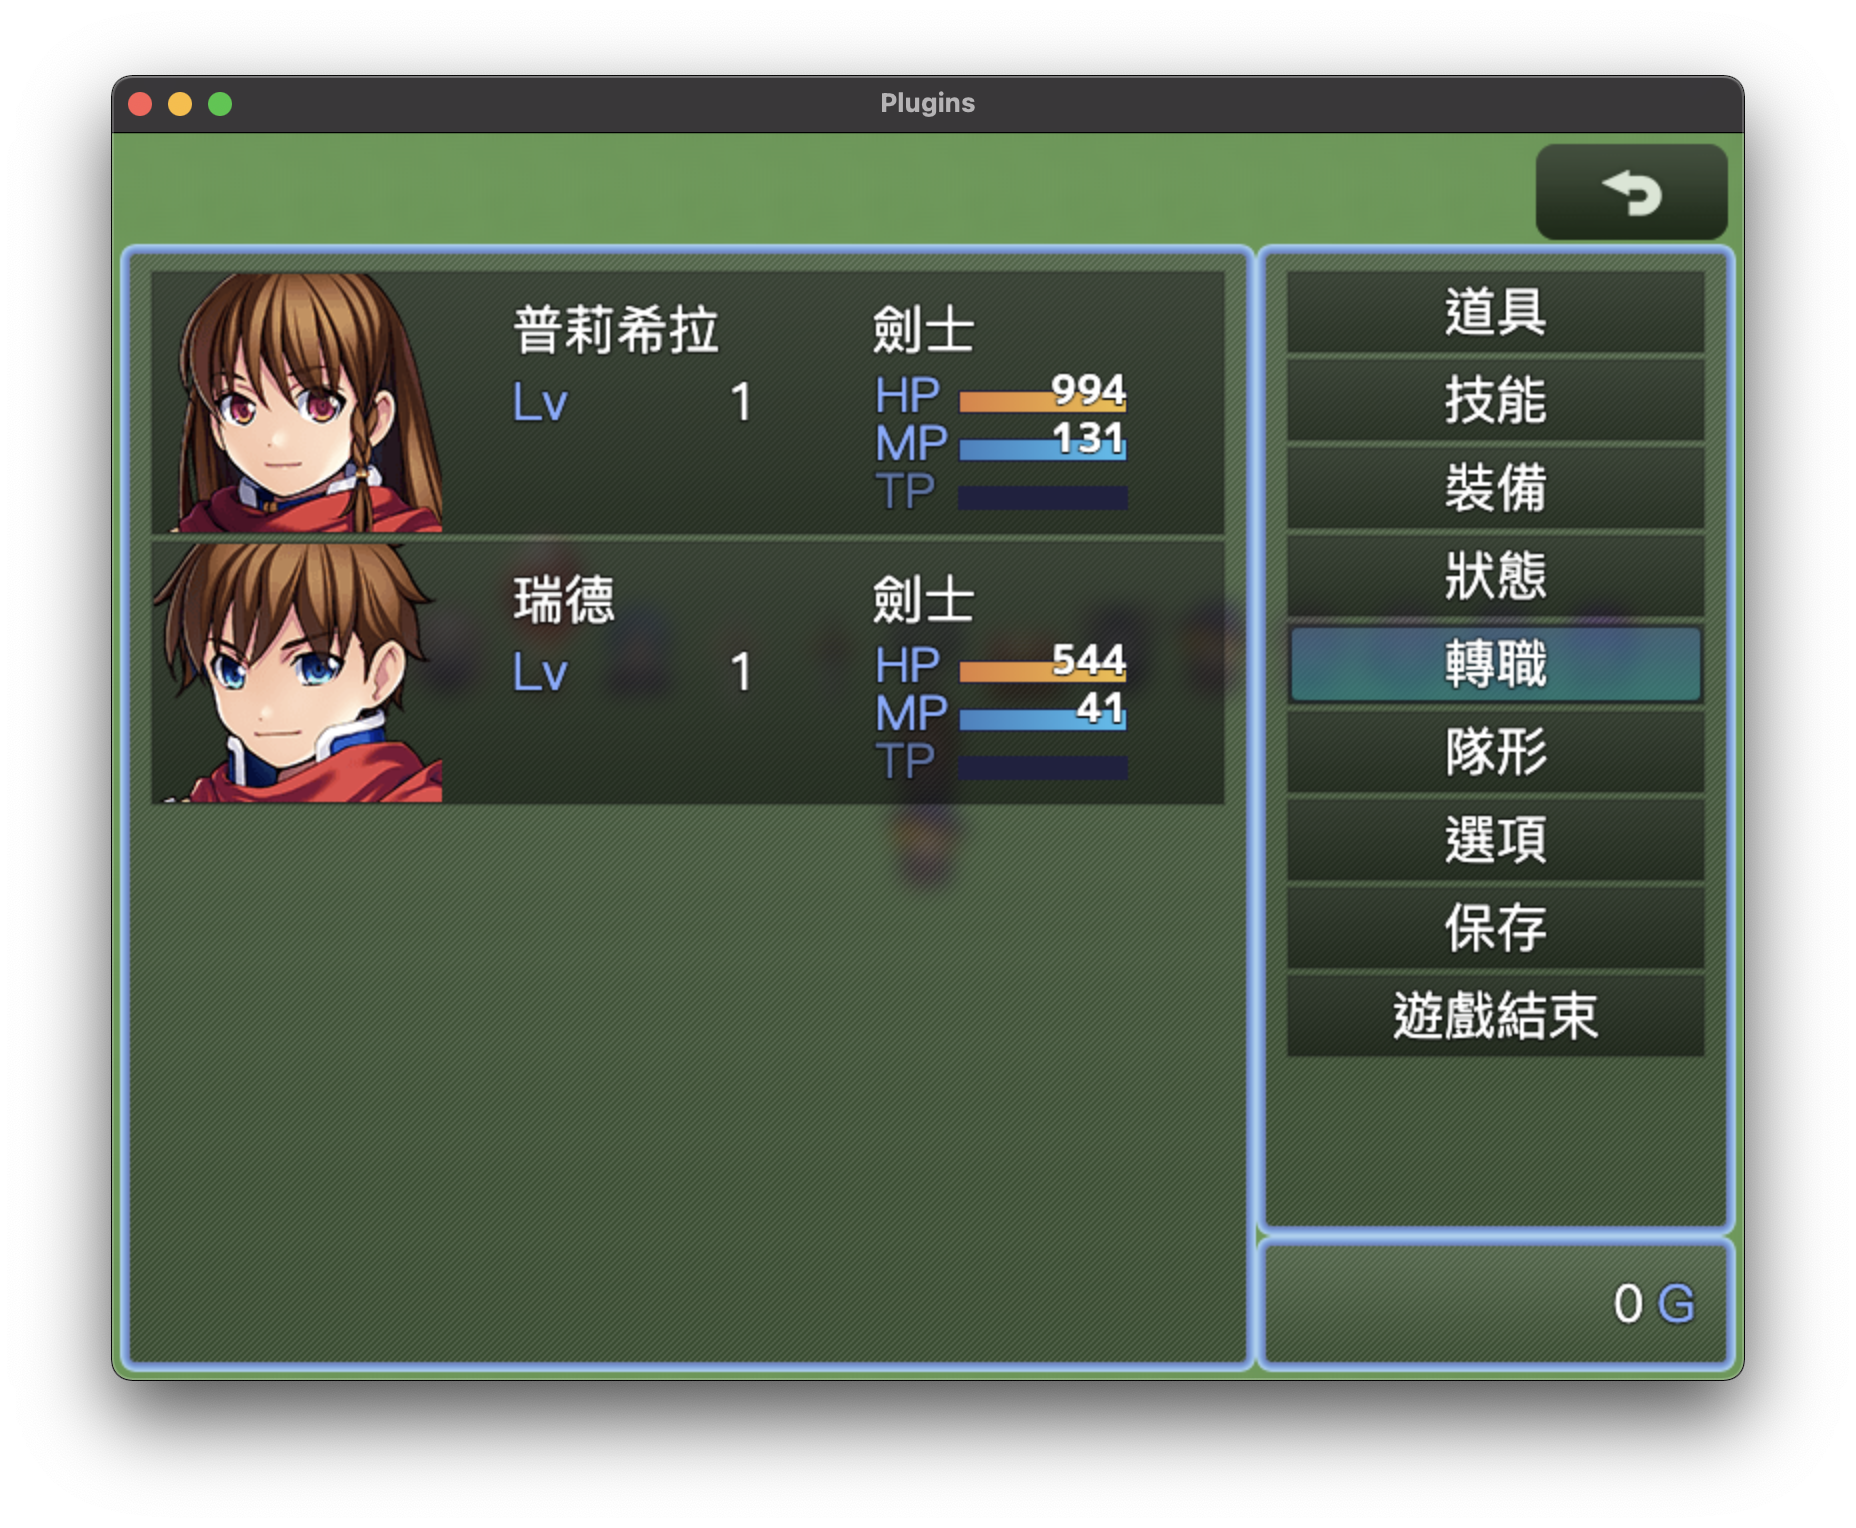 Plugins
普莉希拉
劍士
Lv 1
HP 994
MP 131
TP
瑞德
劍士
Lv 1
HP 544
MP 41
TP
道具
技能
裝備
狀態
轉職
隊形
選項
保存
遊戲結束
0 G